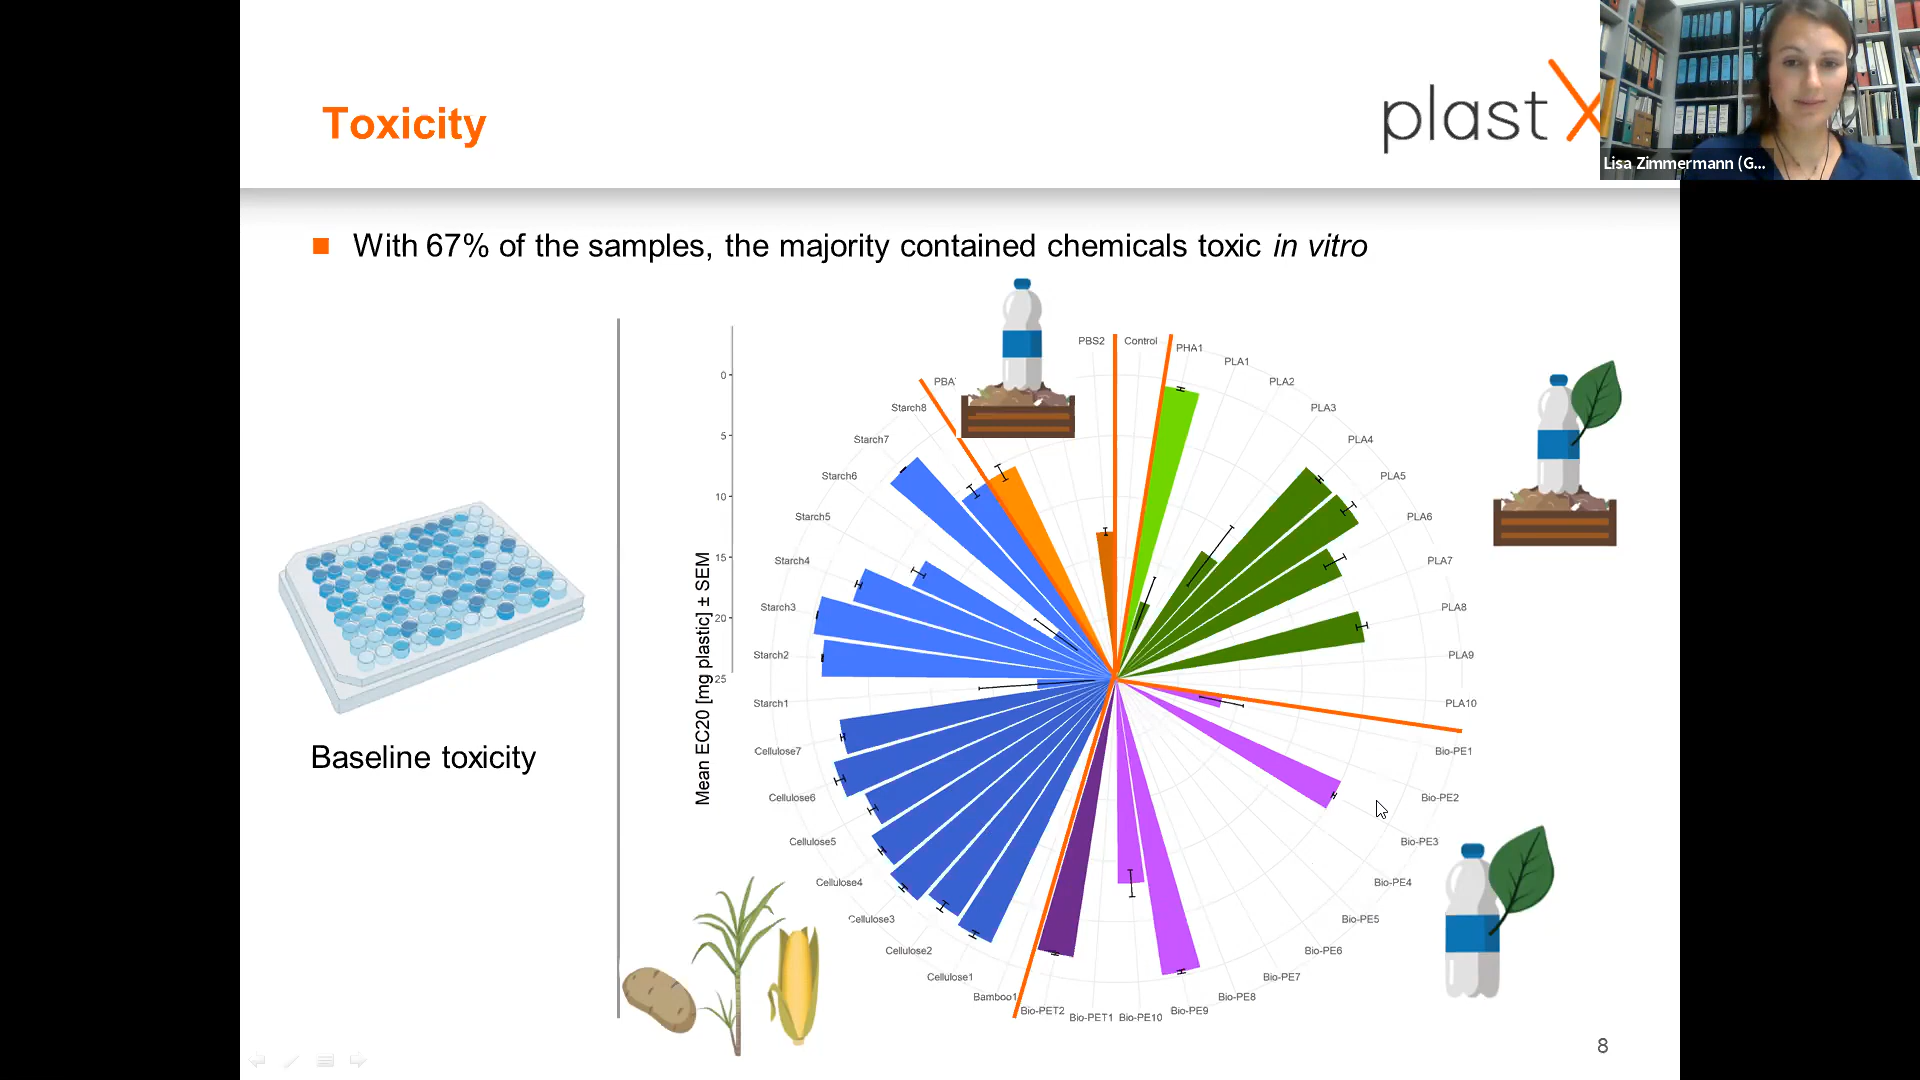 Toxicity
plast X
Lisa Zimmermann (G...
With 67% of the samples, the majority contained chemicals toxic in vitro
Baseline toxicity
Mean EC20 [mg plastic] ± SEM
0
5
10
15
20
25
Control
PHA1
PLA1
PLA2
PLA3
PLA4
PLA5
PLA6
PLA7
PLA8
PLA9
PLA10
Bio-PE1
Bio-PE2
Bio-PE3
Bio-PE4
Bio-PE5
Bio-PE6
Bio-PE7
Bio-PE8
Bio-PE9
Bio-PE10
Bio-PET1
Bio-PET2
Bamboo1
Cellulose1
Cellulose2
Cellulose3
Cellulose4
Cellulose5
Cellulose6
Cellulose7
Starch1
Starch2
Starch3
Starch4
Starch5
Starch6
Starch7
Starch8
PBA
PBS2
8